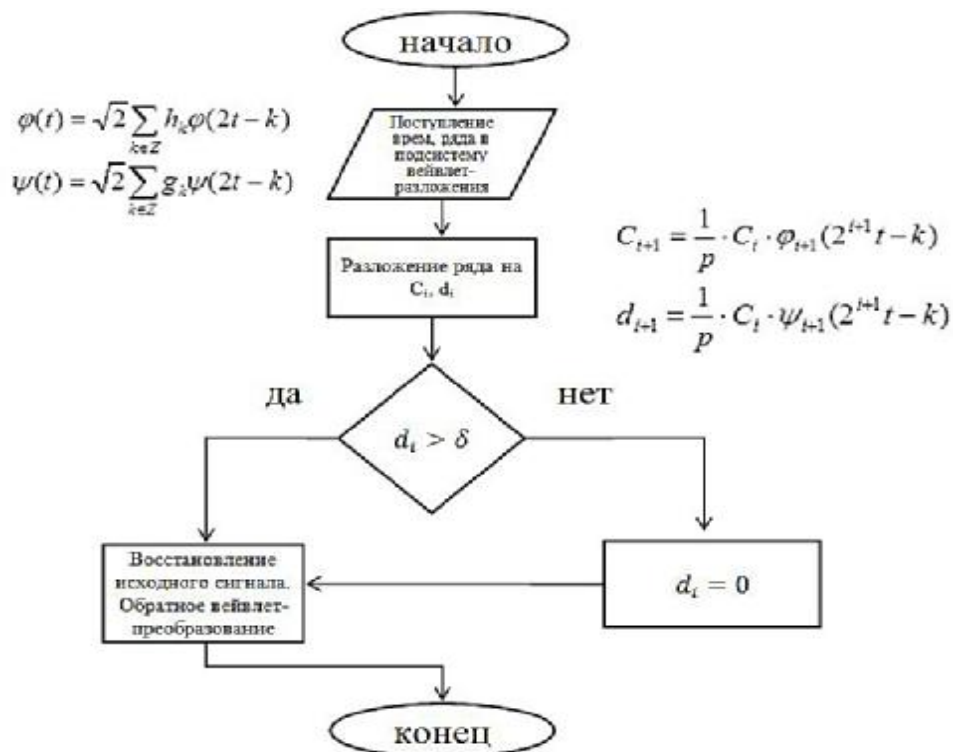 начало
φ(t) = √2 ∑ h_k φ(2t − k)
k∈Z
ψ(t) = √2 ∑ g_k ψ(2t − k)
k∈Z
Поступление
врем, ряда в
подсистему
вейвлет-
разложения
Разложение ряда на
C_i, d_i
C_{i+1} = 1/p · C_i · φ_{i+1}(2^{i+1}t − k)
d_{i+1} = 1/p · C_i · ψ_{i+1}(2^{i+1}t − k)
да
нет
d_i > δ
Восстановление
исходного сигнала.
Обратное вейвлет-
преобразование
d_i = 0
конец